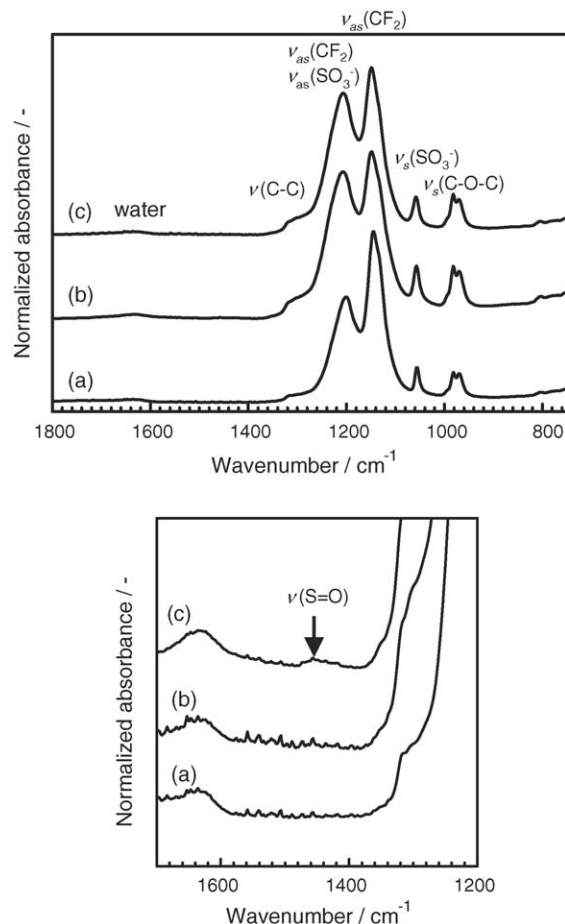 ν_as(CF₂)
ν_as(CF₂)
ν_as(SO₃⁻)
ν_s(SO₃⁻)
ν(C-C)
ν_s(C-O-C)
(c)
water
(b)
(a)
Normalized absorbance / -
1800
1600
1400
1200
1000
800
Wavenumber / cm⁻¹
ν(S=O)
(c)
(b)
(a)
Normalized absorbance / -
1600
1400
1200
Wavenumber / cm⁻¹